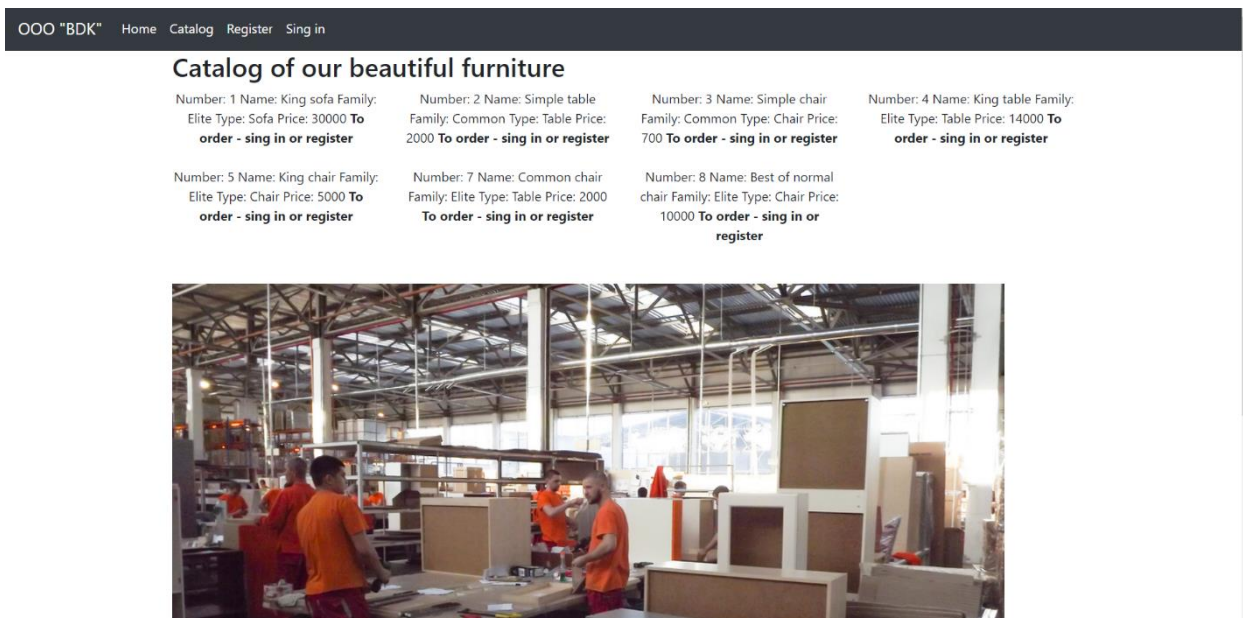 OOO "BDK" Home Catalog Register Sing in
Catalog of our beautiful furniture
Number: 1 Name: King sofa Family:
Elite Type: Sofa Price: 30000 To
order - sing in or register
Number: 2 Name: Simple table
Family: Common Type: Table Price:
2000 To order - sing in or register
Number: 3 Name: Simple chair
Family: Common Type: Chair Price:
700 To order - sing in or register
Number: 4 Name: King table Family:
Elite Type: Table Price: 14000 To
order - sing in or register
Number: 5 Name: King chair Family:
Elite Type: Chair Price: 5000 To
order - sing in or register
Number: 7 Name: Common chair
Family: Elite Type: Table Price: 2000
To order - sing in or register
Number: 8 Name: Best of normal
chair Family: Elite Type: Chair Price:
10000 To order - sing in or
register